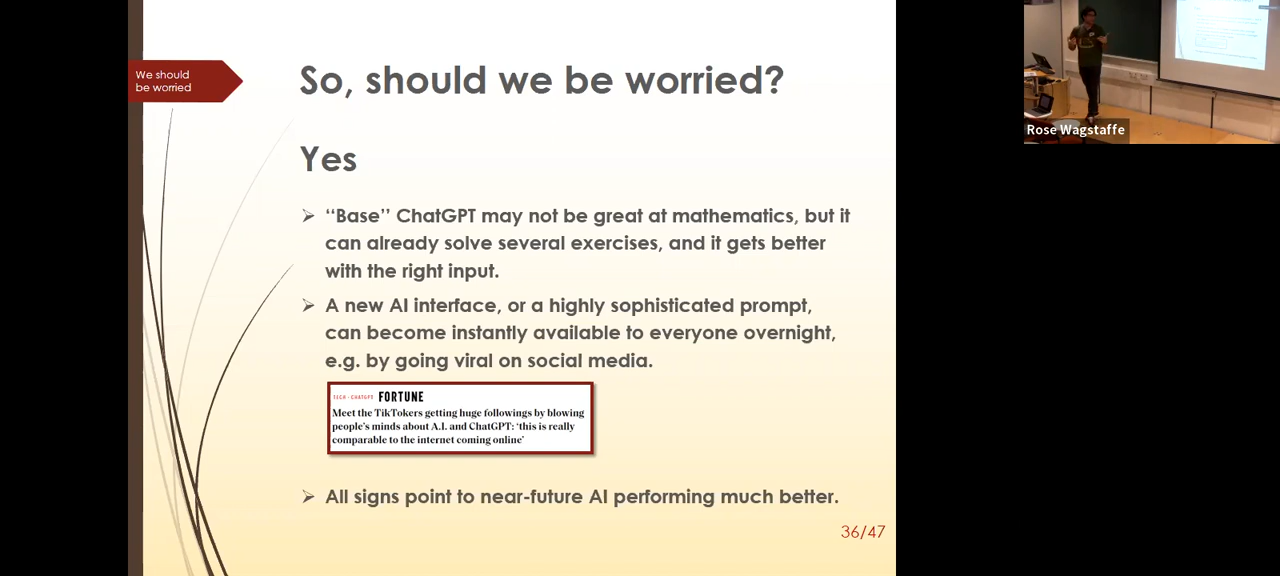 We should
be worried
So, should we be worried?
Yes
➢ “Base” ChatGPT may not be great at mathematics, but it
can already solve several exercises, and it gets better
with the right input.
➢ A new AI interface, or a highly sophisticated prompt,
can become instantly available to everyone overnight,
e.g. by going viral on social media.
TECH · CHATGPT FORTUNE
Meet the TikTokers getting huge followings by blowing
people's minds about A.I. and ChatGPT: 'this is really
comparable to the internet coming online'
➢ All signs point to near-future AI performing much better.
36/47
Rose Wagstaffe